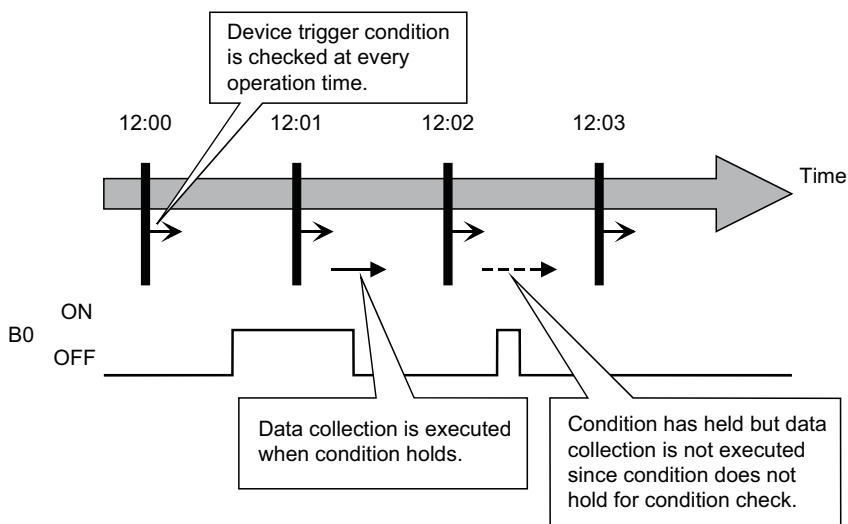 Device trigger condition
is checked at every
operation time.
12:00
12:01
12:02
12:03
Time
ON
B0
OFF
Data collection is executed
when condition holds.
Condition has held but data
collection is not executed
since condition does not
hold for condition check.